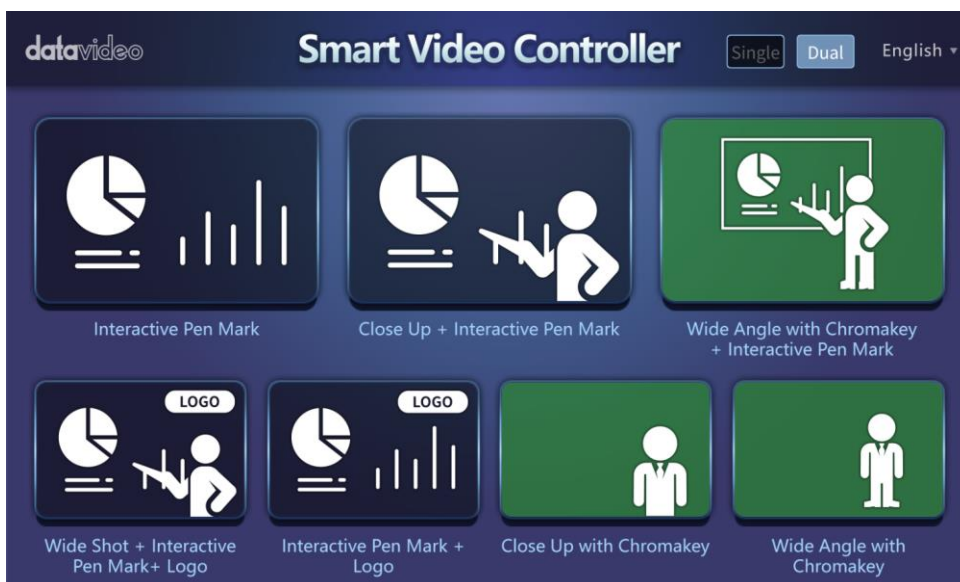 datavideo
Smart Video Controller
Single
Dual
English
Interactive Pen Mark
Close Up + Interactive Pen Mark
Wide Angle with Chromakey
+ Interactive Pen Mark
LOGO
LOGO
Wide Shot + Interactive
Pen Mark+ Logo
Interactive Pen Mark +
Logo
Close Up with Chromakey
Wide Angle with
Chromakey